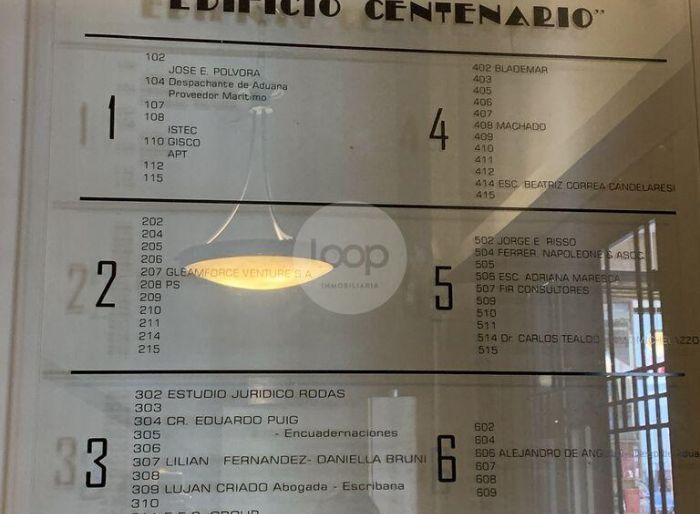 "EDIFICIO CENTENARIO"
1
102
JOSE E. POLVORA
104 Despachante de Aduana
Proveedor Marítimo
107
108
ISTEC
110 GISCO
APT
112
115
2
202
204
205
206
207 GLEAMFORCE VENTURE S.A.
208 PS
209
210
211
214
215
3
302 ESTUDIO JURIDICO RODAS
303
304 CR. EDUARDO PUIG
305 - Encuadernaciones
306
307 LILIAN FERNANDEZ- DANIELLA BRUNI
308
309 LUJAN CRIADO Abogada - Escribana
310
4
402 BLADEMAR
403
405
406
407
408 MACHADO
409
410
411
412
414 ESC. BEATRIZ CORREA CANDELARESI
415
5
502 JORGE E. RISSO
504 FERRER, NAPOLEONE & ASOC.
505
506 ESC. ADRIANA MARESCA
507 FIR CONSULTORES
509
510
511
514 Dr. CARLOS TEALDO
515
6
602
604
606 ALEJANDRO DE
607
608
609
loop
INMOBILIARIA